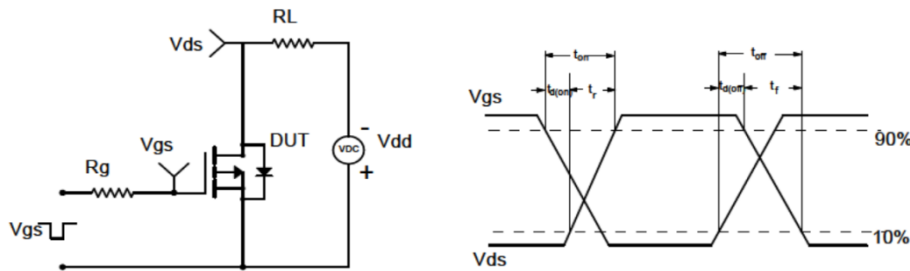 RL
Vds
Vgs
DUT
-
VDC
Vdd
+
Rg
Vgs
ton
toff
td(on)
tr
td(off)
tf
Vgs
90%
10%
Vds